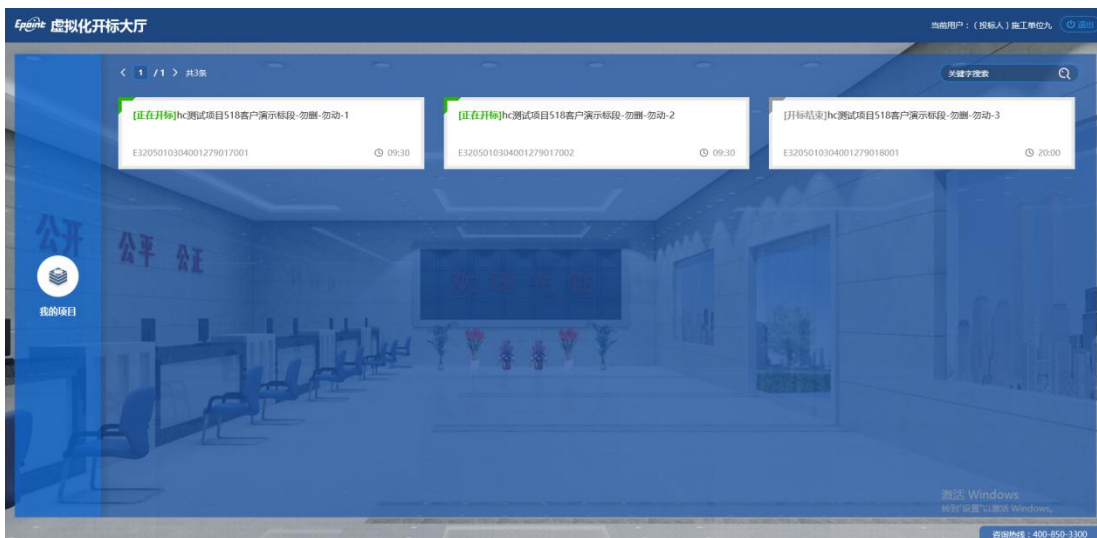 Epoint 虚拟化开标大厅
当前用户:(投标人)施工单位九 退出
1 / 1 共3条
关键字搜索
[正在开标]hc测试项目518客户演示标段-勿删-勿动-1
E3205010304001279017001 09:30
[正在开标]hc测试项目518客户演示标段-勿删-勿动-2
E3205010304001279017002 09:30
[开标结束]hc测试项目518客户演示标段-勿删-勿动-3
E3205010304001279018001 20:00
公开 公平 公正
我的项目
激活 Windows
转到"设置"以激活 Windows。
咨询热线:400-850-3300